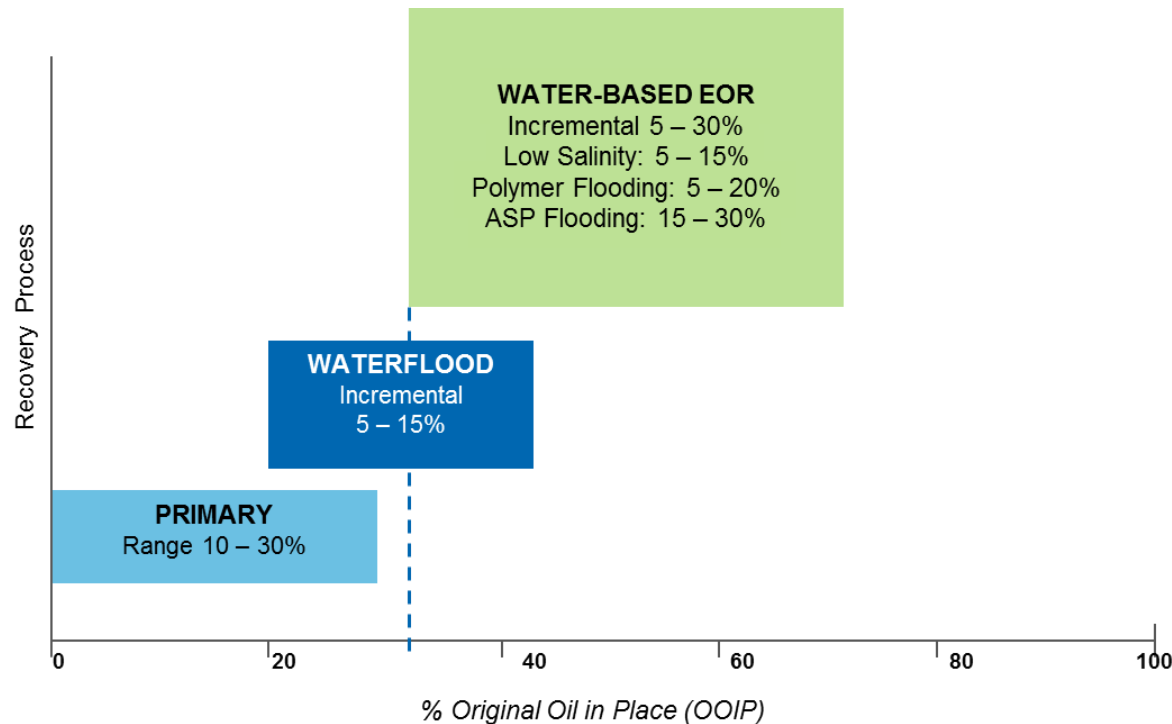 WATER-BASED EOR
Incremental 5 – 30%
Low Salinity: 5 – 15%
Polymer Flooding: 5 – 20%
ASP Flooding: 15 – 30%
Recovery Process
WATERFLOOD
Incremental
5 – 15%
PRIMARY
Range 10 – 30%
0 20 40 60 80 100
% Original Oil in Place (OOIP)